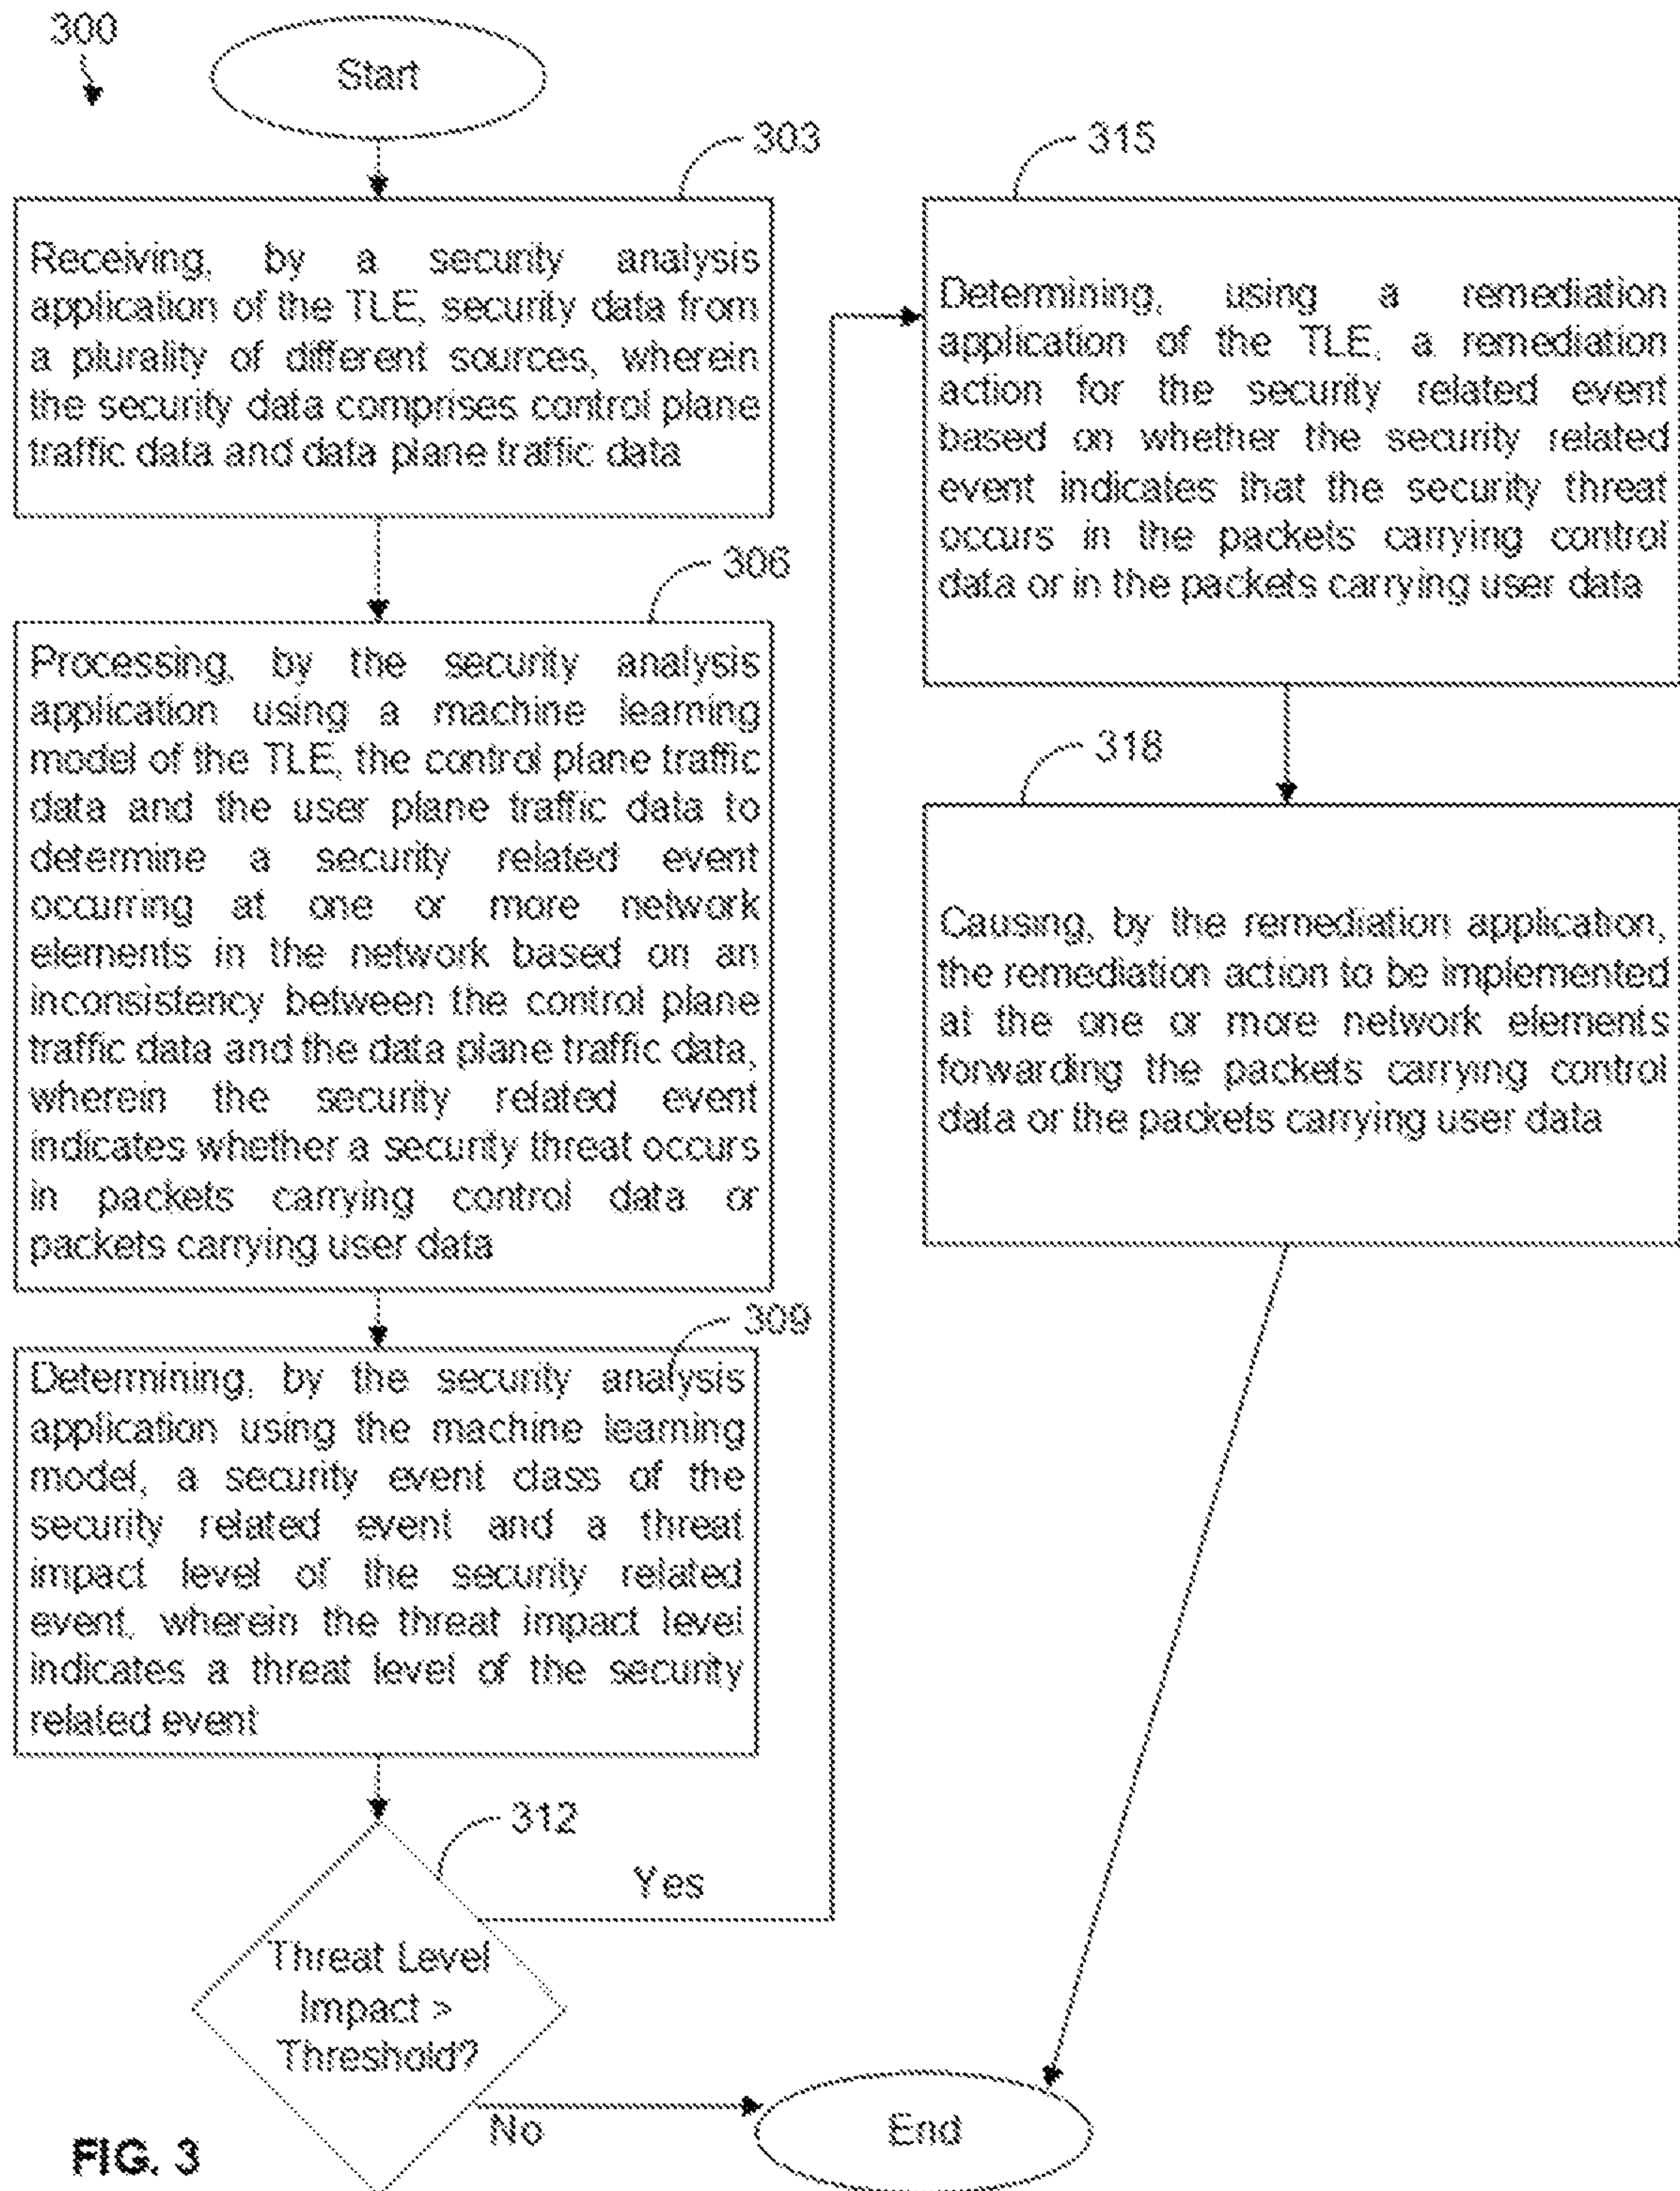 300
Start
303
Receiving, by a security analysis
application of the TLE, security data from
a plurality of different sources, wherein
the security data comprises control plane
traffic data and data plane traffic data
306
Processing, by the security analysis
application using a machine learning
model of the TLE, the control plane traffic
data and the user plane traffic data to
determine a security related event
occurring at one or more network
elements in the network based on an
inconsistency between the control plane
traffic data and the data plane traffic data,
wherein the security related event
indicates whether a security threat occurs
in packets carrying control data or
packets carrying user data
309
Determining, by the security analysis
application using the machine learning
model, a security event class of the
security related event and a threat
impact level of the security related
event, wherein the threat impact level
indicates a threat level of the security
related event
312
Threat Level
Impact >
Threshold?
Yes
No
315
Determining, using a remediation
application of the TLE, a remediation
action for the security related event
based on whether the security related
event indicates that the security threat
occurs in the packets carrying control
data or in the packets carrying user data
318
Causing, by the remediation application,
the remediation action to be implemented
at the one or more network elements
forwarding the packets carrying control
data or the packets carrying user data
End
FIG. 3